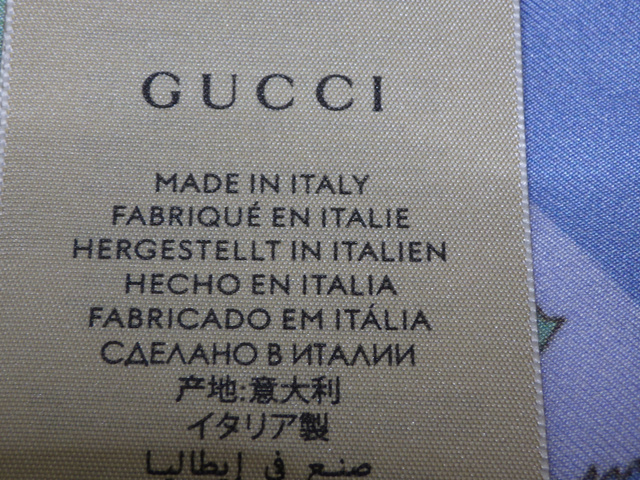 GUCCI
MADE IN ITALY
FABRIQUÉ EN ITALIE
HERGESTELLT IN ITALIEN
HECHO EN ITALIA
FABRICADO EM ITÁLIA
СДЕЛАНО В ИТАЛИИ
产地:意大利
イタリア製
صنع في إيطاليا